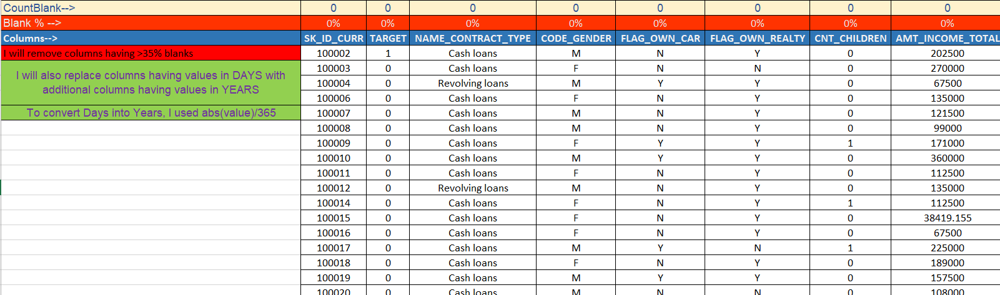 CountBlank--> 0 0 0 0 0 0 0 0
Blank % --> 0% 0% 0% 0% 0% 0% 0% 0%
Columns--> SK_ID_CURR TARGET NAME_CONTRACT_TYPE CODE_GENDER FLAG_OWN_CAR FLAG_OWN_REALTY CNT_CHILDREN AMT_INCOME_TOTAL
I will remove columns having >35% blanks 100002 1 Cash loans M N Y 0 202500
I will also replace columns having values in DAYS with
additional columns having values in YEARS
100003 0 Cash loans F N N 0 270000
100004 0 Revolving loans M Y Y 0 67500
100006 0 Cash loans F N Y 0 135000
To convert Days into Years, I used abs(value)/365 100007 0 Cash loans M N Y 0 121500
100008 0 Cash loans M N Y 0 99000
100009 0 Cash loans F Y Y 1 171000
100010 0 Cash loans M Y Y 0 360000
100011 0 Cash loans F N Y 0 112500
100012 0 Revolving loans M N Y 0 135000
100014 0 Cash loans F N Y 1 112500
100015 0 Cash loans F N Y 0 38419.155
100016 0 Cash loans F N Y 0 67500
100017 0 Cash loans M Y N 1 225000
100018 0 Cash loans F N Y 0 189000
100019 0 Cash loans M Y Y 0 157500
100020 0 Cash loans M N N 0 108000